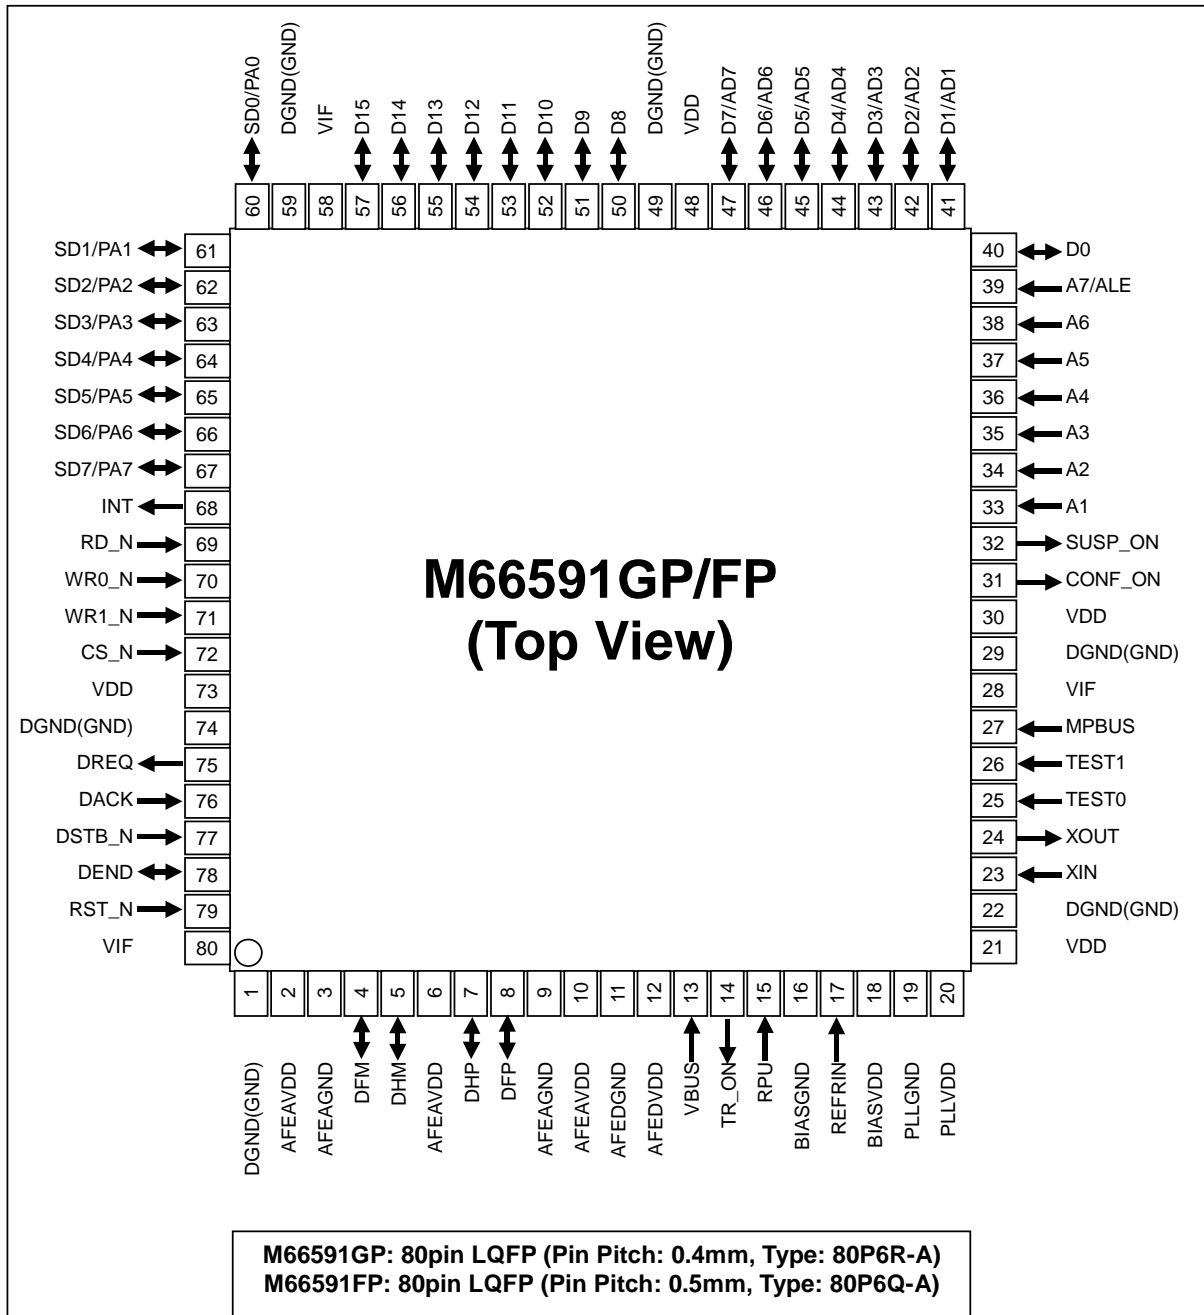 SD0/PA0 DGND(GND) VIF D15 D14 D13 D12 D11 D10 D9 D8 DGND(GND) VDD D7/AD7 D6/AD6 D5/AD5 D4/AD4 D3/AD3 D2/AD2 D1/AD1
60 59 58 57 56 55 54 53 52 51 50 49 48 47 46 45 44 43 42 41
SD1/PA1 61
SD2/PA2 62
SD3/PA3 63
SD4/PA4 64
SD5/PA5 65
SD6/PA6 66
SD7/PA7 67
INT 68
RD_N 69
WR0_N 70
WR1_N 71
CS_N 72
VDD 73
DGND(GND) 74
DREQ 75
DACK 76
DSTB_N 77
DEND 78
RST_N 79
VIF 80
M66591GP/FP
(Top View)
40 D0
39 A7/ALE
38 A6
37 A5
36 A4
35 A3
34 A2
33 A1
32 SUSP_ON
31 CONF_ON
30 VDD
29 DGND(GND)
28 VIF
27 MPBUS
26 TEST1
25 TEST0
24 XOUT
23 XIN
22 DGND(GND)
21 VDD
1 2 3 4 5 6 7 8 9 10 11 12 13 14 15 16 17 18 19 20
DGND(GND) AFEAVDD AFEAGND DFM DHM AFEAVDD DHP DFP AFEAGND AFEAVDD AFEDGND AFEDVDD VBUS TR_ON RPU BIASGND REFRIN BIASVDD PLLGND PLLVDD
M66591GP: 80pin LQFP (Pin Pitch: 0.4mm, Type: 80P6R-A)
M66591FP: 80pin LQFP (Pin Pitch: 0.5mm, Type: 80P6Q-A)